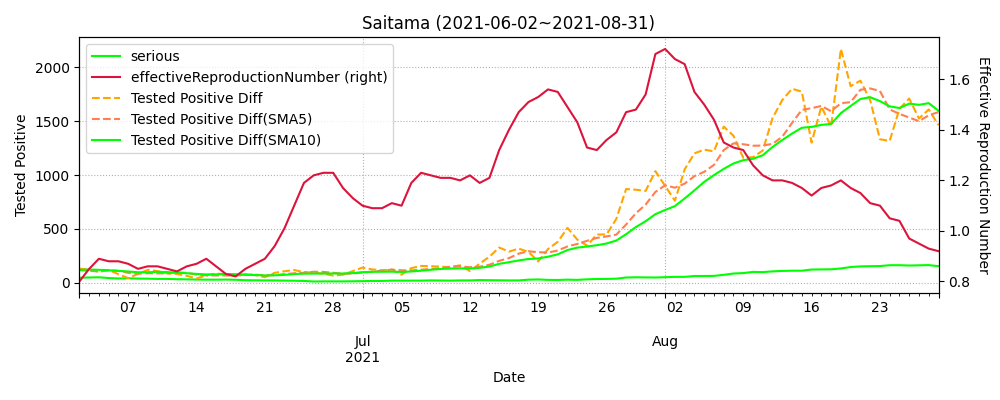 Saitama (2021-06-02~2021-08-31)
serious
effectiveReproductionNumber (right)
Tested Positive Diff
Tested Positive Diff(SMA5)
Tested Positive Diff(SMA10)
Tested Positive
2000
1500
1000
500
0
Effective Reproduction Number
1.6
1.4
1.2
1.0
0.8
07 14 21 28 05 12 19 26 02 09 16 23
Jul Aug
2021
Date